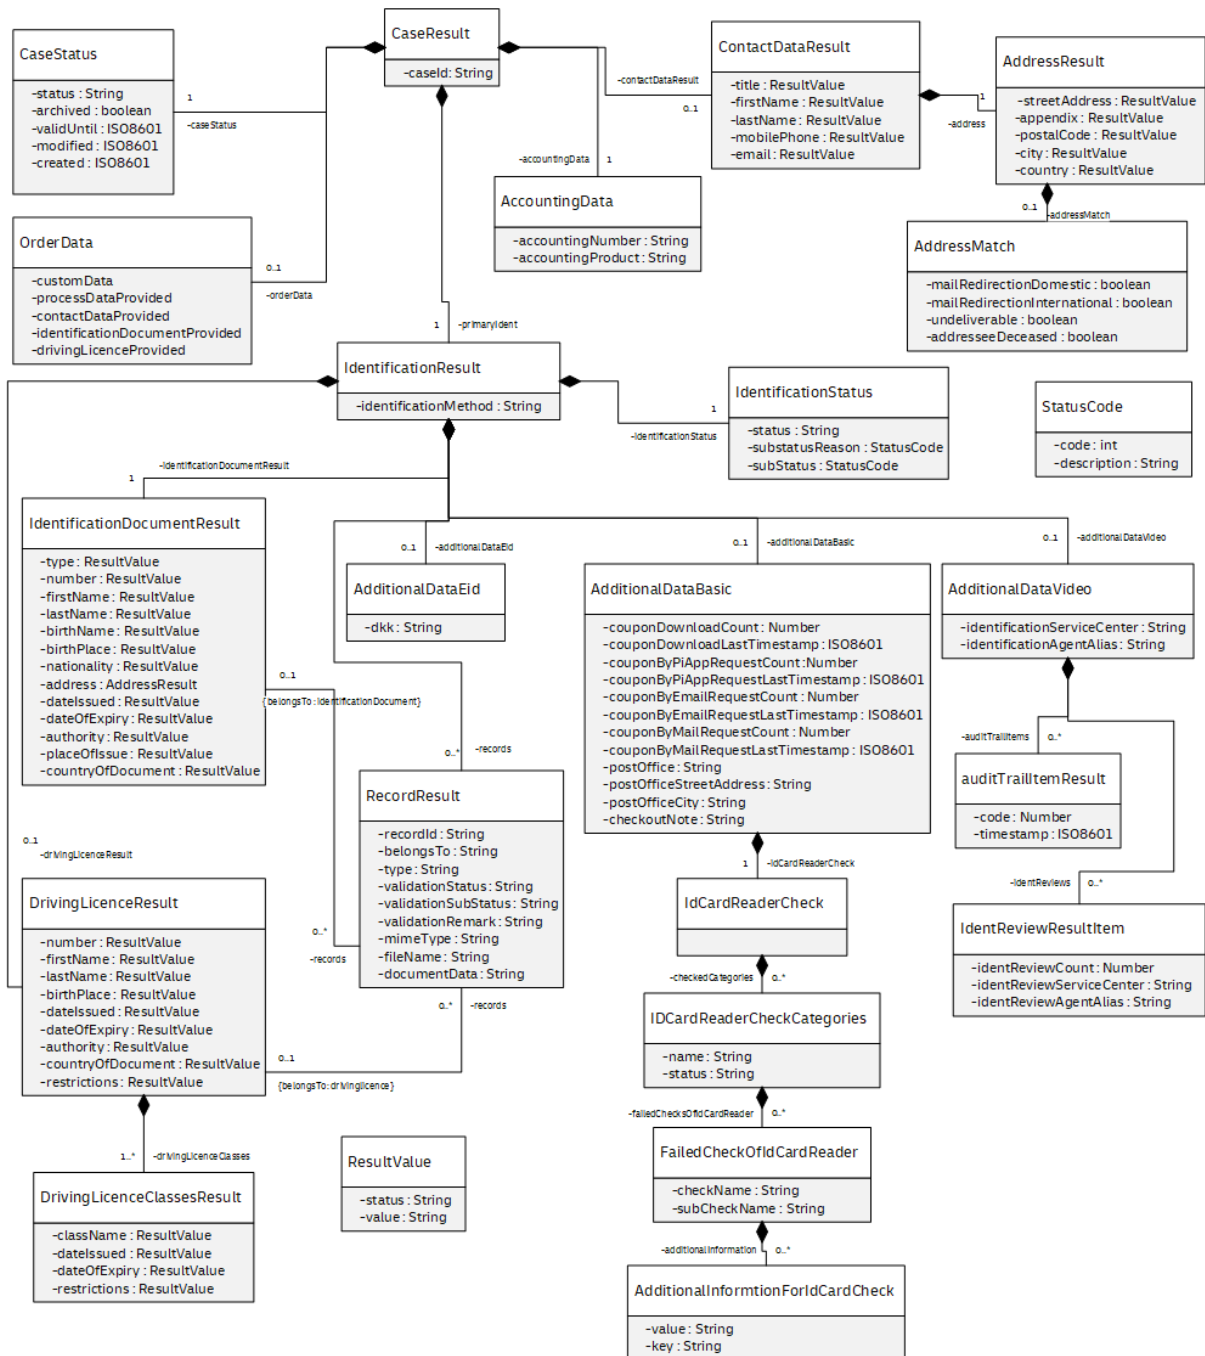 CaseStatus
-status : String
-archived : boolean
-validUntil : ISO8601
-modified : ISO8601
-created : ISO8601
1
-caseStatus
CaseResult
-caseId: String
-contactDataResult
0..1
ContactDataResult
-title : ResultValue
-firstName : ResultValue
-lastName : ResultValue
-mobilePhone : ResultValue
-email : ResultValue
1
-address
AddressResult
-streetAddress : ResultValue
-appendix : ResultValue
-postalCode : ResultValue
-city : ResultValue
-country : ResultValue
0..1
-addressMatch
-accountingData
1
AccountingData
-accountingNumber : String
-accountingProduct : String
OrderData
-customData
-processDataProvided
-contactDataProvided
-identificationDocumentProvided
-drivingLicenceProvided
0..1
-orderData
AddressMatch
-mailRedirectionDomestic : boolean
-mailRedirectionInternational : boolean
-undeliverable : boolean
-addresseeDeceased : boolean
1
-primaryIdent
IdentificationResult
-identificationMethod : String
1
-identificationStatus
IdentificationStatus
-status : String
-substatusReason : StatusCode
-subStatus : StatusCode
StatusCode
-code : int
-description : String
-identificationDocumentResult
1
IdentificationDocumentResult
-type : ResultValue
-number : ResultValue
-firstName : ResultValue
-lastName : ResultValue
-birthName : ResultValue
-birthPlace : ResultValue
-nationality : ResultValue
-address : AddressResult
-dateIssued : ResultValue
-dateOfExpiry : ResultValue
-authority : ResultValue
-placeOfIssue : ResultValue
-countryOfDocument : ResultValue
0..1
-additionalDataEid
AdditionalDataEid
-dkk : String
0..1
-additionalDataBasic
AdditionalDataBasic
-couponDownloadCount : Number
-couponDownloadLastTimestamp : ISO8601
-couponByPiAppRequestCount :Number
-couponByPiAppRequestLastTimestamp : ISO8601
-couponByEmailRequestCount : Number
-couponByEmailRequestLastTimestamp : ISO8601
-couponByMailRequestCount : Number
-couponByMailRequestLastTimestamp : ISO8601
-postOffice : String
-postOfficeStreetAddress : String
-postOfficeCity : String
-checkoutNote : String
0..1
-additionalDataVideo
AdditionalDataVideo
-identificationServiceCenter : String
-identificationAgentAlias : String
0..1
{belongsTo:identificationDocument}
0..*
-records
-auditTrailItems
0..*
auditTrailItemResult
-code : Number
-timestamp : ISO8601
RecordResult
-recordId : String
-belongsTo : String
-type : String
-validationStatus : String
-validationSubStatus : String
-validationRemark : String
-mimeType : String
-fileName : String
-documentData : String
0..1
-drivingLicenceResult
DrivingLicenceResult
-number : ResultValue
-firstName : ResultValue
-lastName : ResultValue
-birthPlace : ResultValue
-dateIssued : ResultValue
-dateOfExpiry : ResultValue
-authority : ResultValue
-countryOfDocument : ResultValue
-restrictions : ResultValue
0..*
-records
0..*
-records
0..1
{belongsTo:drivinglicence}
1
-idCardReaderCheck
IdCardReaderCheck
-identReviews
0..*
IdentReviewResultItem
-identReviewCount : Number
-identReviewServiceCenter : String
-identReviewAgentAlias : String
-checkedCategories
0..*
IDCardReaderCheckCategories
-name : String
-status : String
-failedChecksOfIdCardReader
0..*
FailedCheckOfIdCardReader
-checkName : String
-subCheckName : String
1..*
-drivingLicenceClasses
DrivingLicenceClassesResult
-className : ResultValue
-dateIssued : ResultValue
-dateOfExpiry : ResultValue
-restrictions : ResultValue
ResultValue
-status : String
-value : String
-additionalInformation
0..*
AdditionalInformtionForIdCardCheck
-value : String
-key : String